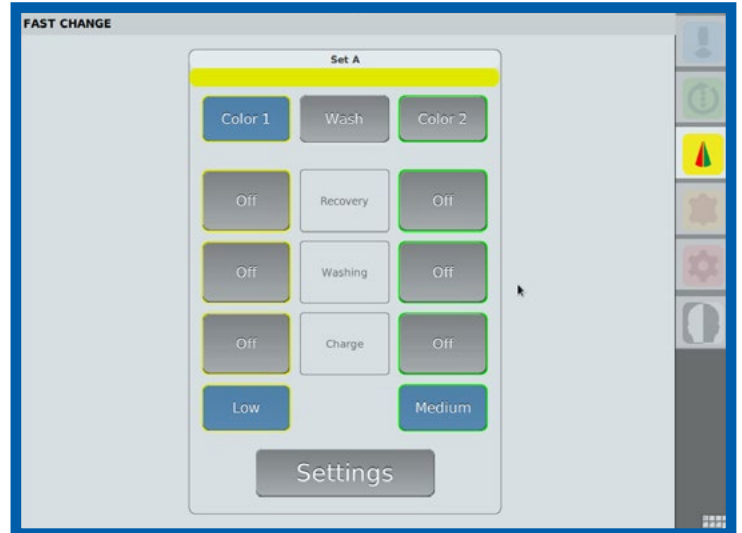 FAST CHANGE
Set A
Color 1 Wash Color 2
Off Recovery Off
Off Washing Off
Off Charge Off
Low Medium
Settings